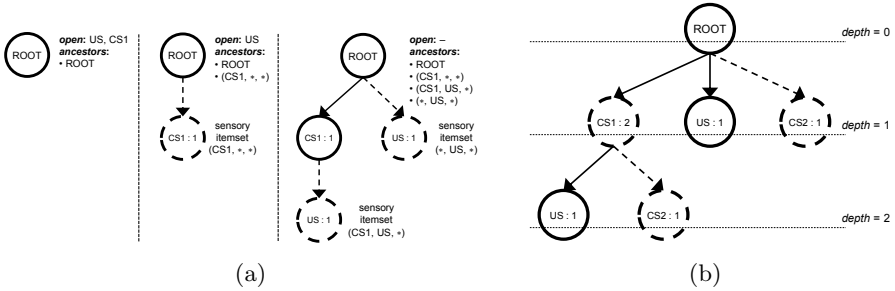 ROOT
open: US, CS1
ancestors:
• ROOT
ROOT
open: US
ancestors:
• ROOT
• (CS1, *, *)
CS1 : 1
sensory
itemset
(CS1, *, *)
ROOT
open: –
ancestors:
• ROOT
• (CS1, *, *)
• (CS1, US, *)
• (*, US, *)
CS1 : 1
US : 1
sensory
itemset
(*, US, *)
US : 1
sensory
itemset
(CS1, US, *)
(a)
ROOT
depth = 0
CS1 : 2
US : 1
CS2 : 1
depth = 1
US : 1
CS2 : 1
depth = 2
(b)